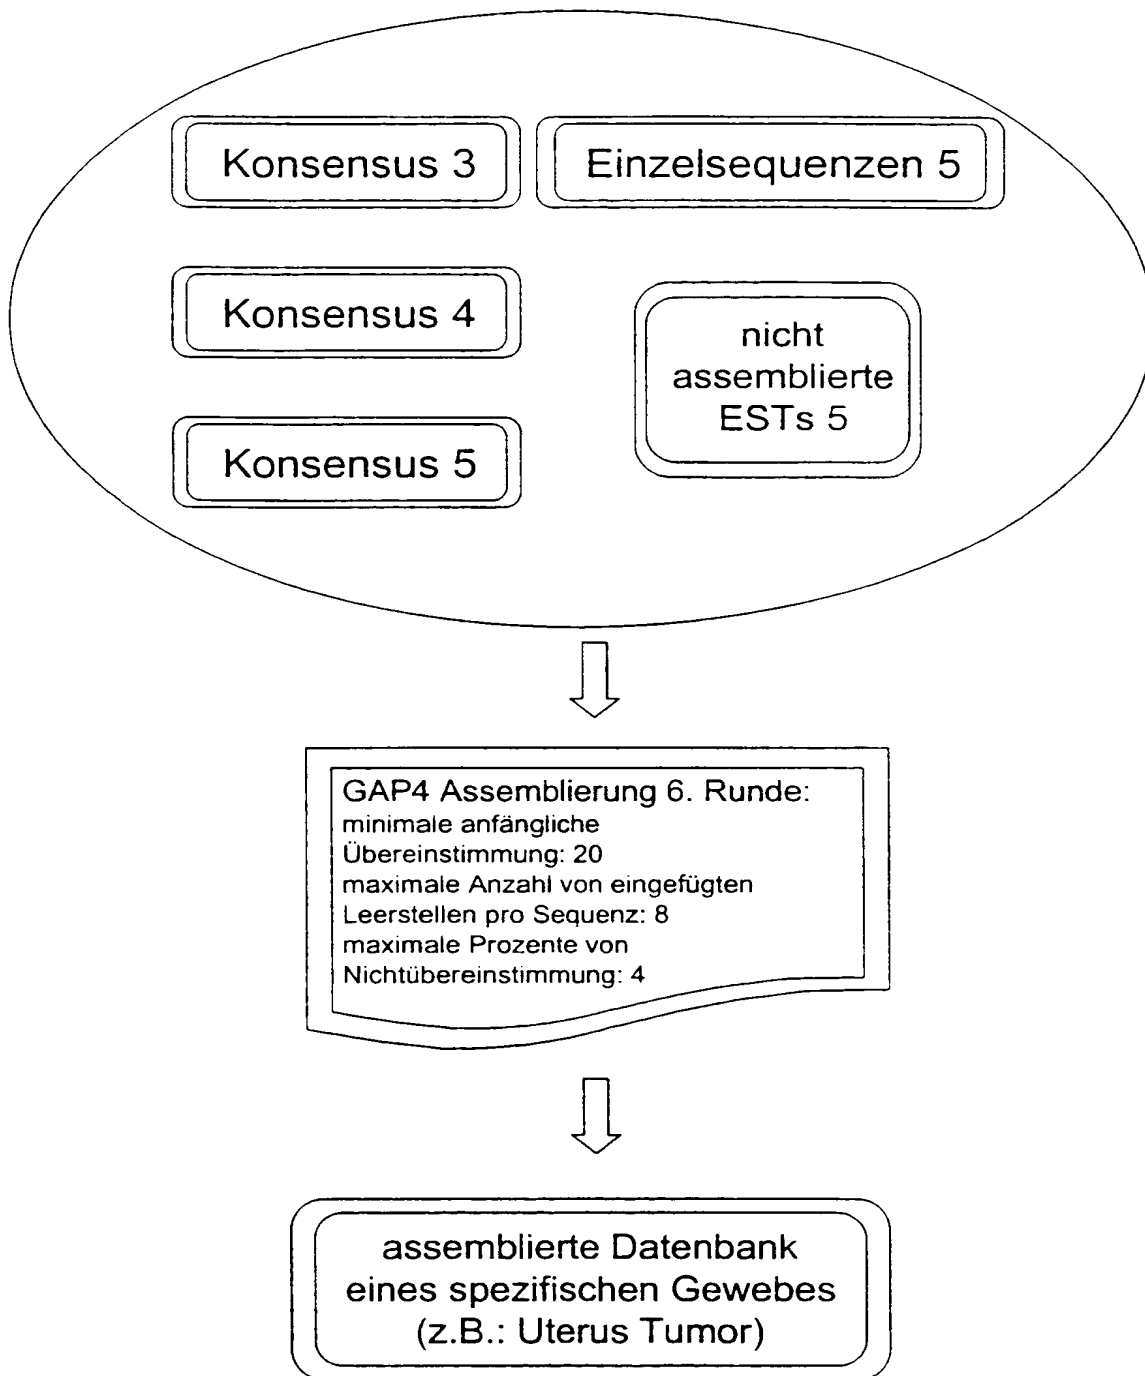 Konsensus 3
Einzelsequenzen 5
Konsensus 4
nicht
assemblierte
ESTs 5
Konsensus 5
GAP4 Assemblierung 6. Runde:
minimale anfängliche
Übereinstimmung: 20
maximale Anzahl von eingefügten
Leerstellen pro Sequenz: 8
maximale Prozente von
Nichtübereinstimmung: 4
assemblierte Datenbank
eines spezifischen Gewebes
(z.B.: Uterus Tumor)